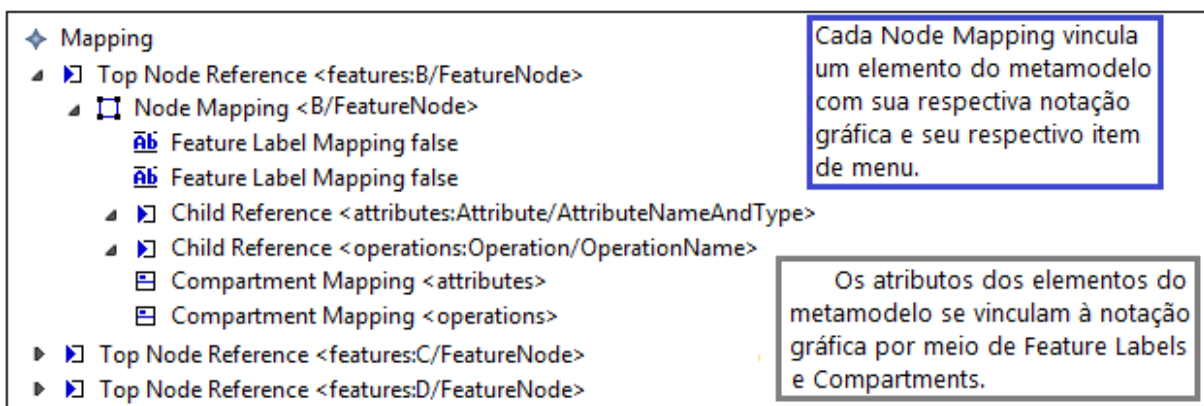 Mapping
Top Node Reference <features:B/FeatureNode>
Node Mapping <B/FeatureNode>
Feature Label Mapping false
Feature Label Mapping false
Child Reference <attributes:Attribute/AttributeNameAndType>
Child Reference <operations:Operation/OperationName>
Compartment Mapping <attributes>
Compartment Mapping <operations>
Top Node Reference <features:C/FeatureNode>
Top Node Reference <features:D/FeatureNode>
Cada Node Mapping vincula
um elemento do metamodelo
com sua respectiva notação
gráfica e seu respectivo item
de menu.
Os atributos dos elementos do
metamodelo se vinculam à notação
gráfica por meio de Feature Labels
e Compartments.